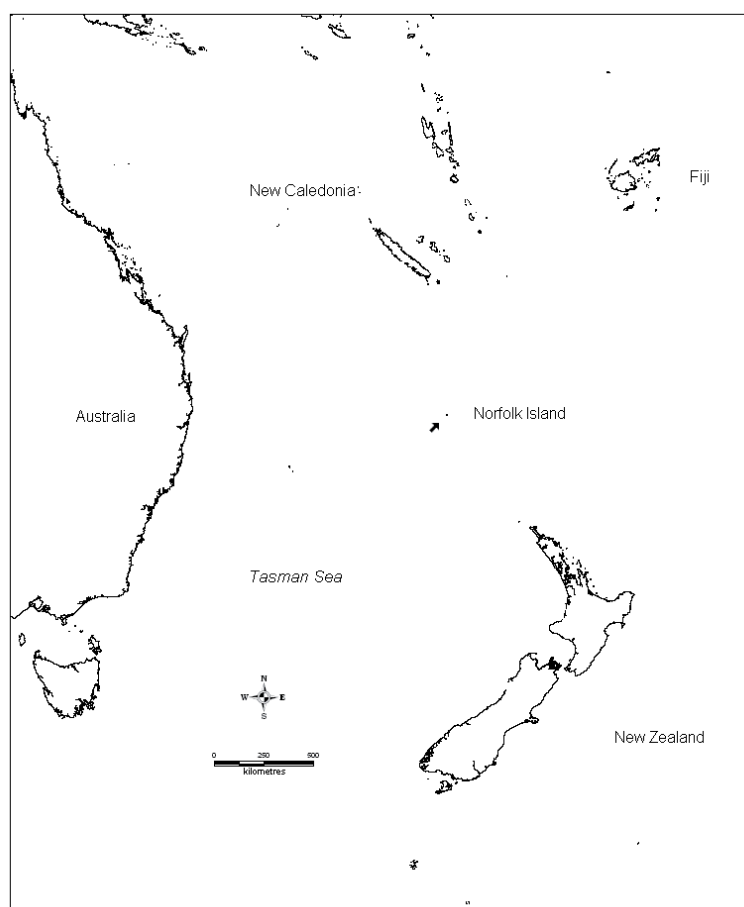 New Caledonia
Fiji
Australia
Norfolk Island
Tasman Sea
N
W E
S
New Zealand
0 250 500
kilometres